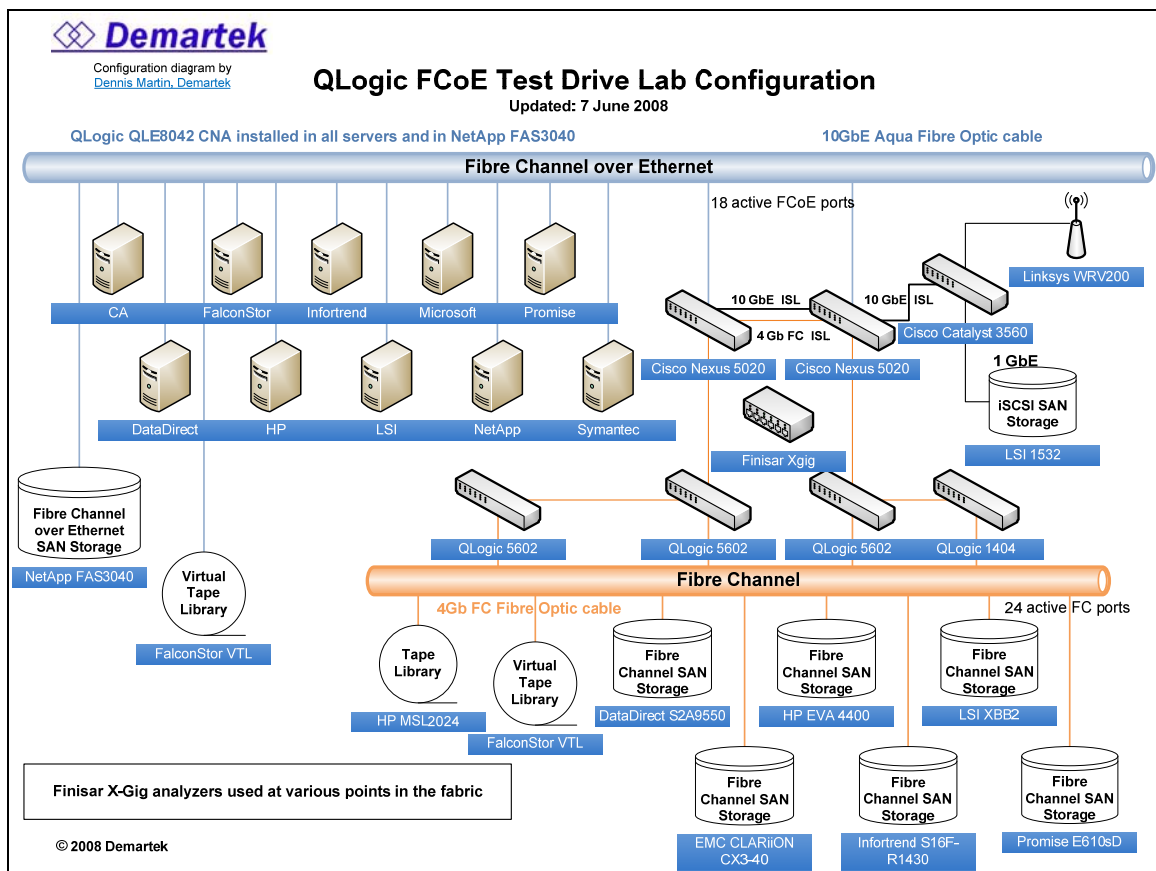 Demartek
Configuration diagram by
Dennis Martin, Demartek
QLogic FCoE Test Drive Lab Configuration
Updated: 7 June 2008
QLogic QLE8042 CNA installed in all servers and in NetApp FAS3040
10GbE Aqua Fibre Optic cable
Fibre Channel over Ethernet
18 active FCoE ports
Linksys WRV200
CA
FalconStor
Infortrend
Microsoft
Promise
10 GbE ISL
10 GbE ISL
4 Gb FC ISL
Cisco Catalyst 3560
Cisco Nexus 5020
Cisco Nexus 5020
1 GbE
iSCSI SAN
Storage
LSI 1532
DataDirect
HP
LSI
NetApp
Symantec
Finisar Xgig
Fibre Channel
over Ethernet
SAN Storage
NetApp FAS3040
QLogic 5602
QLogic 5602
QLogic 5602
QLogic 1404
Virtual
Tape
Library
FalconStor VTL
Fibre Channel
4Gb FC Fibre Optic cable
24 active FC ports
Tape
Library
HP MSL2024
Virtual
Tape
Library
FalconStor VTL
Fibre
Channel SAN
Storage
DataDirect S2A9550
Fibre
Channel SAN
Storage
HP EVA 4400
Fibre
Channel SAN
Storage
LSI XBB2
Fibre
Channel SAN
Storage
EMC CLARiiON
CX3-40
Fibre
Channel SAN
Storage
Infortrend S16F-
R1430
Fibre
Channel SAN
Storage
Promise E610sD
Finisar X-Gig analyzers used at various points in the fabric
© 2008 Demartek